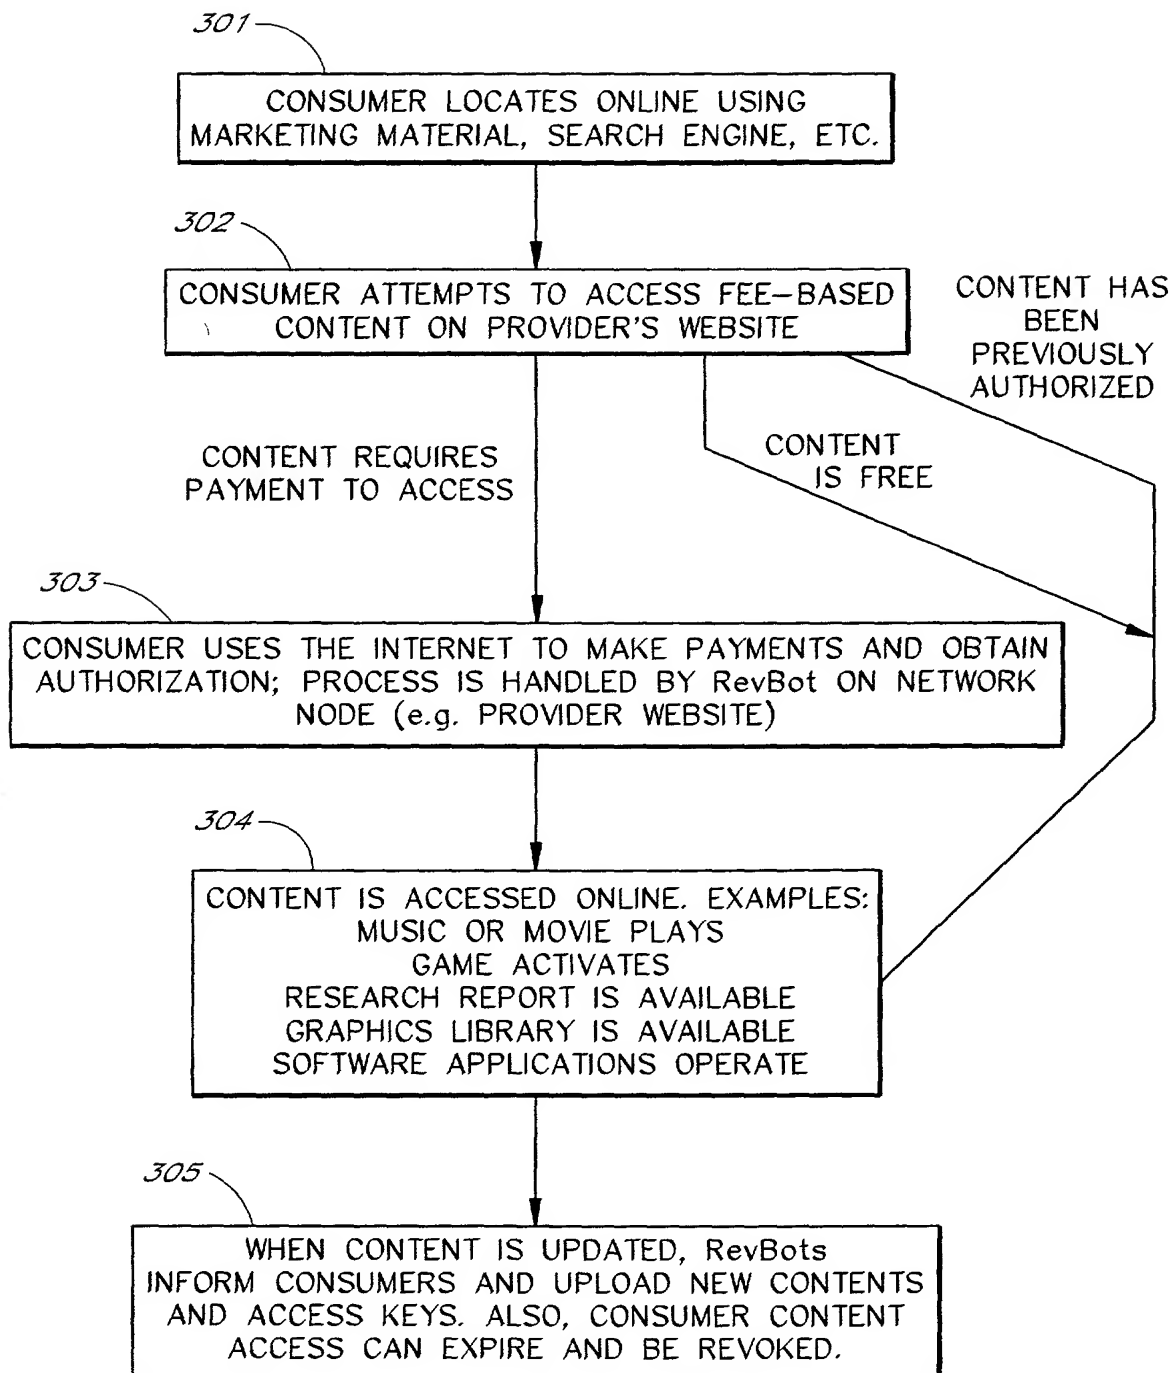 301
CONSUMER LOCATES ONLINE USING
MARKETING MATERIAL, SEARCH ENGINE, ETC.
302
CONSUMER ATTEMPTS TO ACCESS FEE-BASED
CONTENT ON PROVIDER'S WEBSITE
CONTENT HAS
BEEN
PREVIOUSLY
AUTHORIZED
CONTENT REQUIRES
PAYMENT TO ACCESS
CONTENT
IS FREE
303
CONSUMER USES THE INTERNET TO MAKE PAYMENTS AND OBTAIN
AUTHORIZATION; PROCESS IS HANDLED BY RevBot ON NETWORK
NODE (e.g. PROVIDER WEBSITE)
304
CONTENT IS ACCESSED ONLINE. EXAMPLES:
MUSIC OR MOVIE PLAYS
GAME ACTIVATES
RESEARCH REPORT IS AVAILABLE
GRAPHICS LIBRARY IS AVAILABLE
SOFTWARE APPLICATIONS OPERATE
305
WHEN CONTENT IS UPDATED, RevBots
INFORM CONSUMERS AND UPLOAD NEW CONTENTS
AND ACCESS KEYS. ALSO, CONSUMER CONTENT
ACCESS CAN EXPIRE AND BE REVOKED.